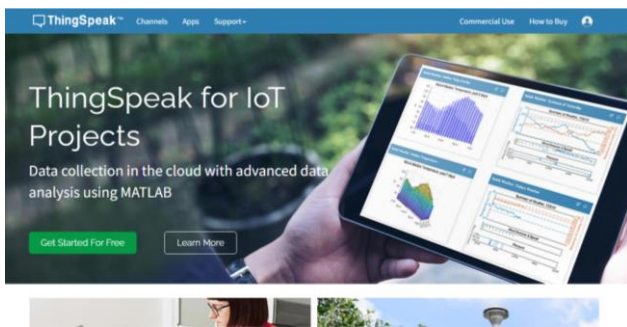 ThingSpeak™ Channels Apps Support Commercial Use How to Buy
ThingSpeak for IoT
Projects
Data collection in the cloud with advanced data
analysis using MATLAB
Get Started For Free Learn More